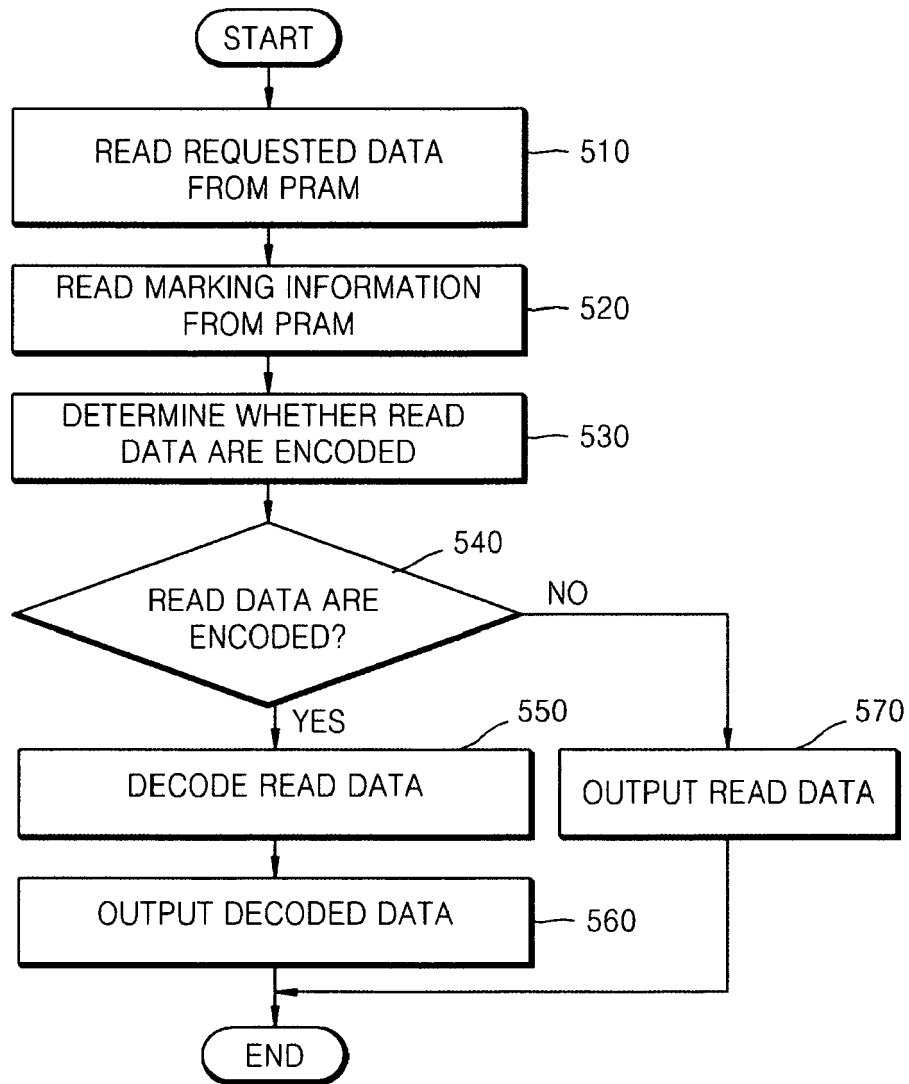 START
READ REQUESTED DATA
FROM PRAM
510
READ MARKING INFORMATION
FROM PRAM
520
DETERMINE WHETHER READ
DATA ARE ENCODED
530
540
READ DATA ARE
ENCODED?
NO
YES
550
DECODE READ DATA
570
OUTPUT READ DATA
OUTPUT DECODED DATA
560
END